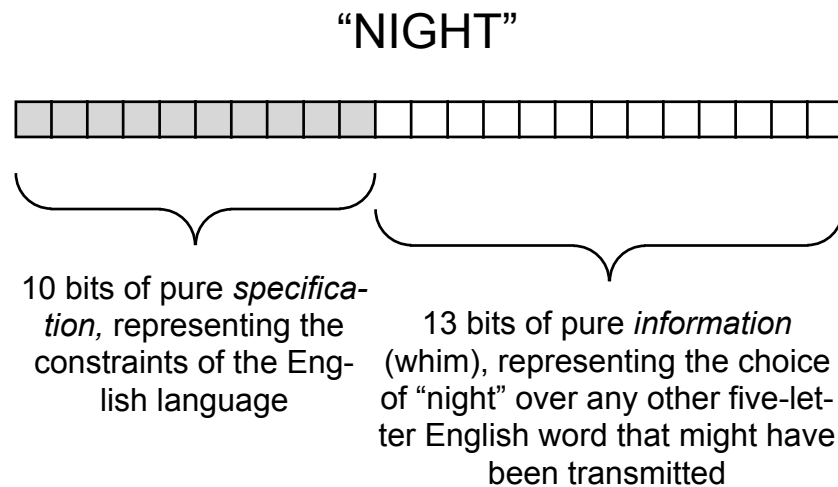 “NIGHT”
10 bits of pure specifica-
tion, representing the
constraints of the Eng-
lish language
13 bits of pure information
(whim), representing the choice
of “night” over any other five-let-
ter English word that might have
been transmitted